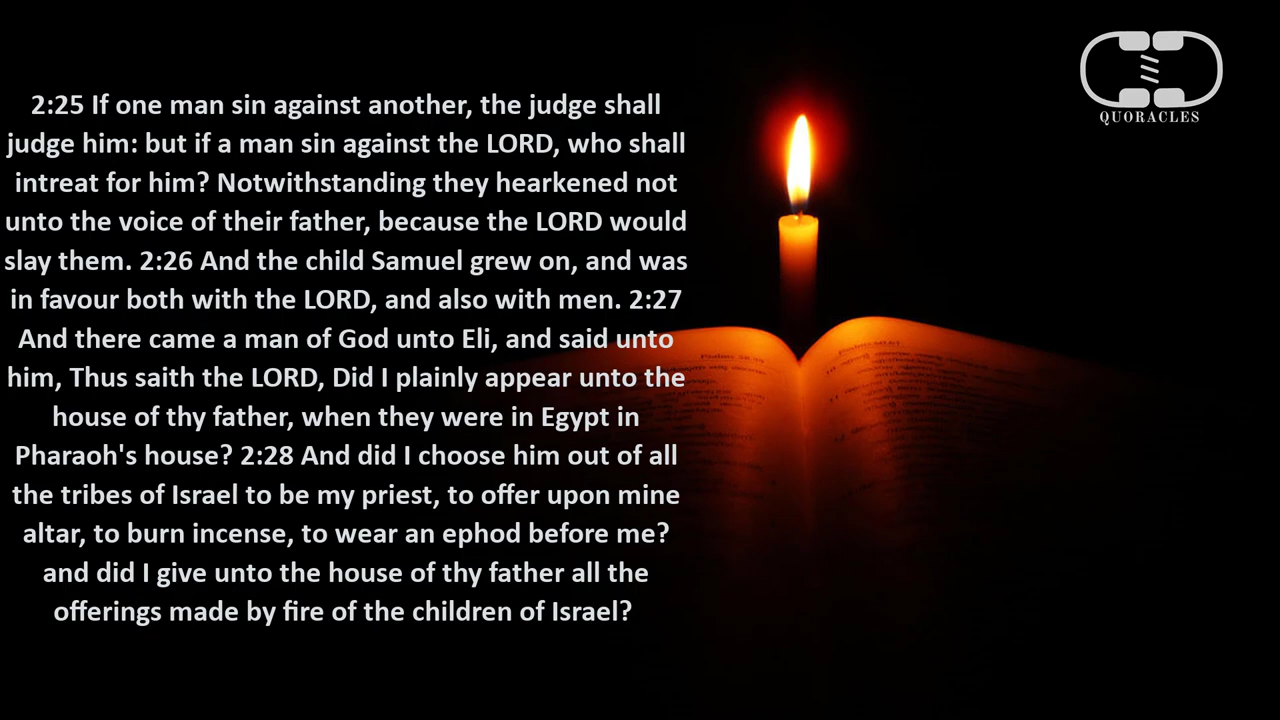 2:25 If one man sin against another, the judge shall
judge him: but if a man sin against the LORD, who shall
intreat for him? Notwithstanding they hearkened not
unto the voice of their father, because the LORD would
slay them. 2:26 And the child Samuel grew on, and was
in favour both with the LORD, and also with men. 2:27
And there came a man of God unto Eli, and said unto
him, Thus saith the LORD, Did I plainly appear unto the
house of thy father, when they were in Egypt in
Pharaoh's house? 2:28 And did I choose him out of all
the tribes of Israel to be my priest, to offer upon mine
altar, to burn incense, to wear an ephod before me?
and did I give unto the house of thy father all the
offerings made by fire of the children of Israel?
QUORACLES